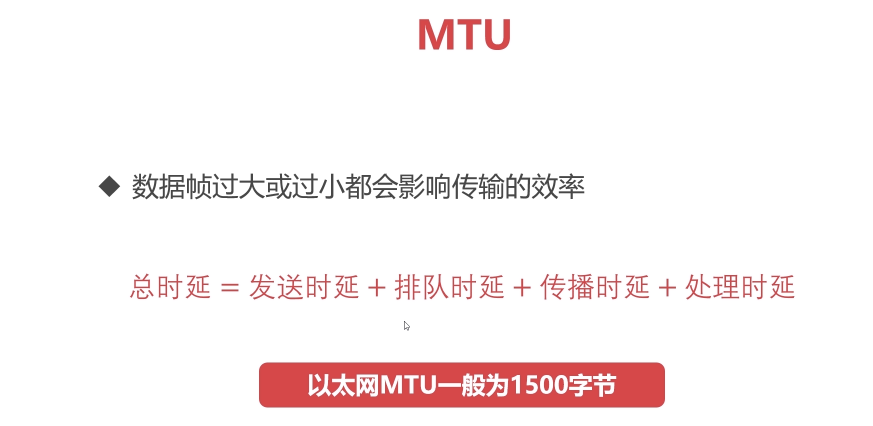 MTU
◆ 数据帧过大或过小都会影响传输的效率
总时延 = 发送时延 + 排队时延 + 传播时延 + 处理时延
以太网MTU一般为1500字节